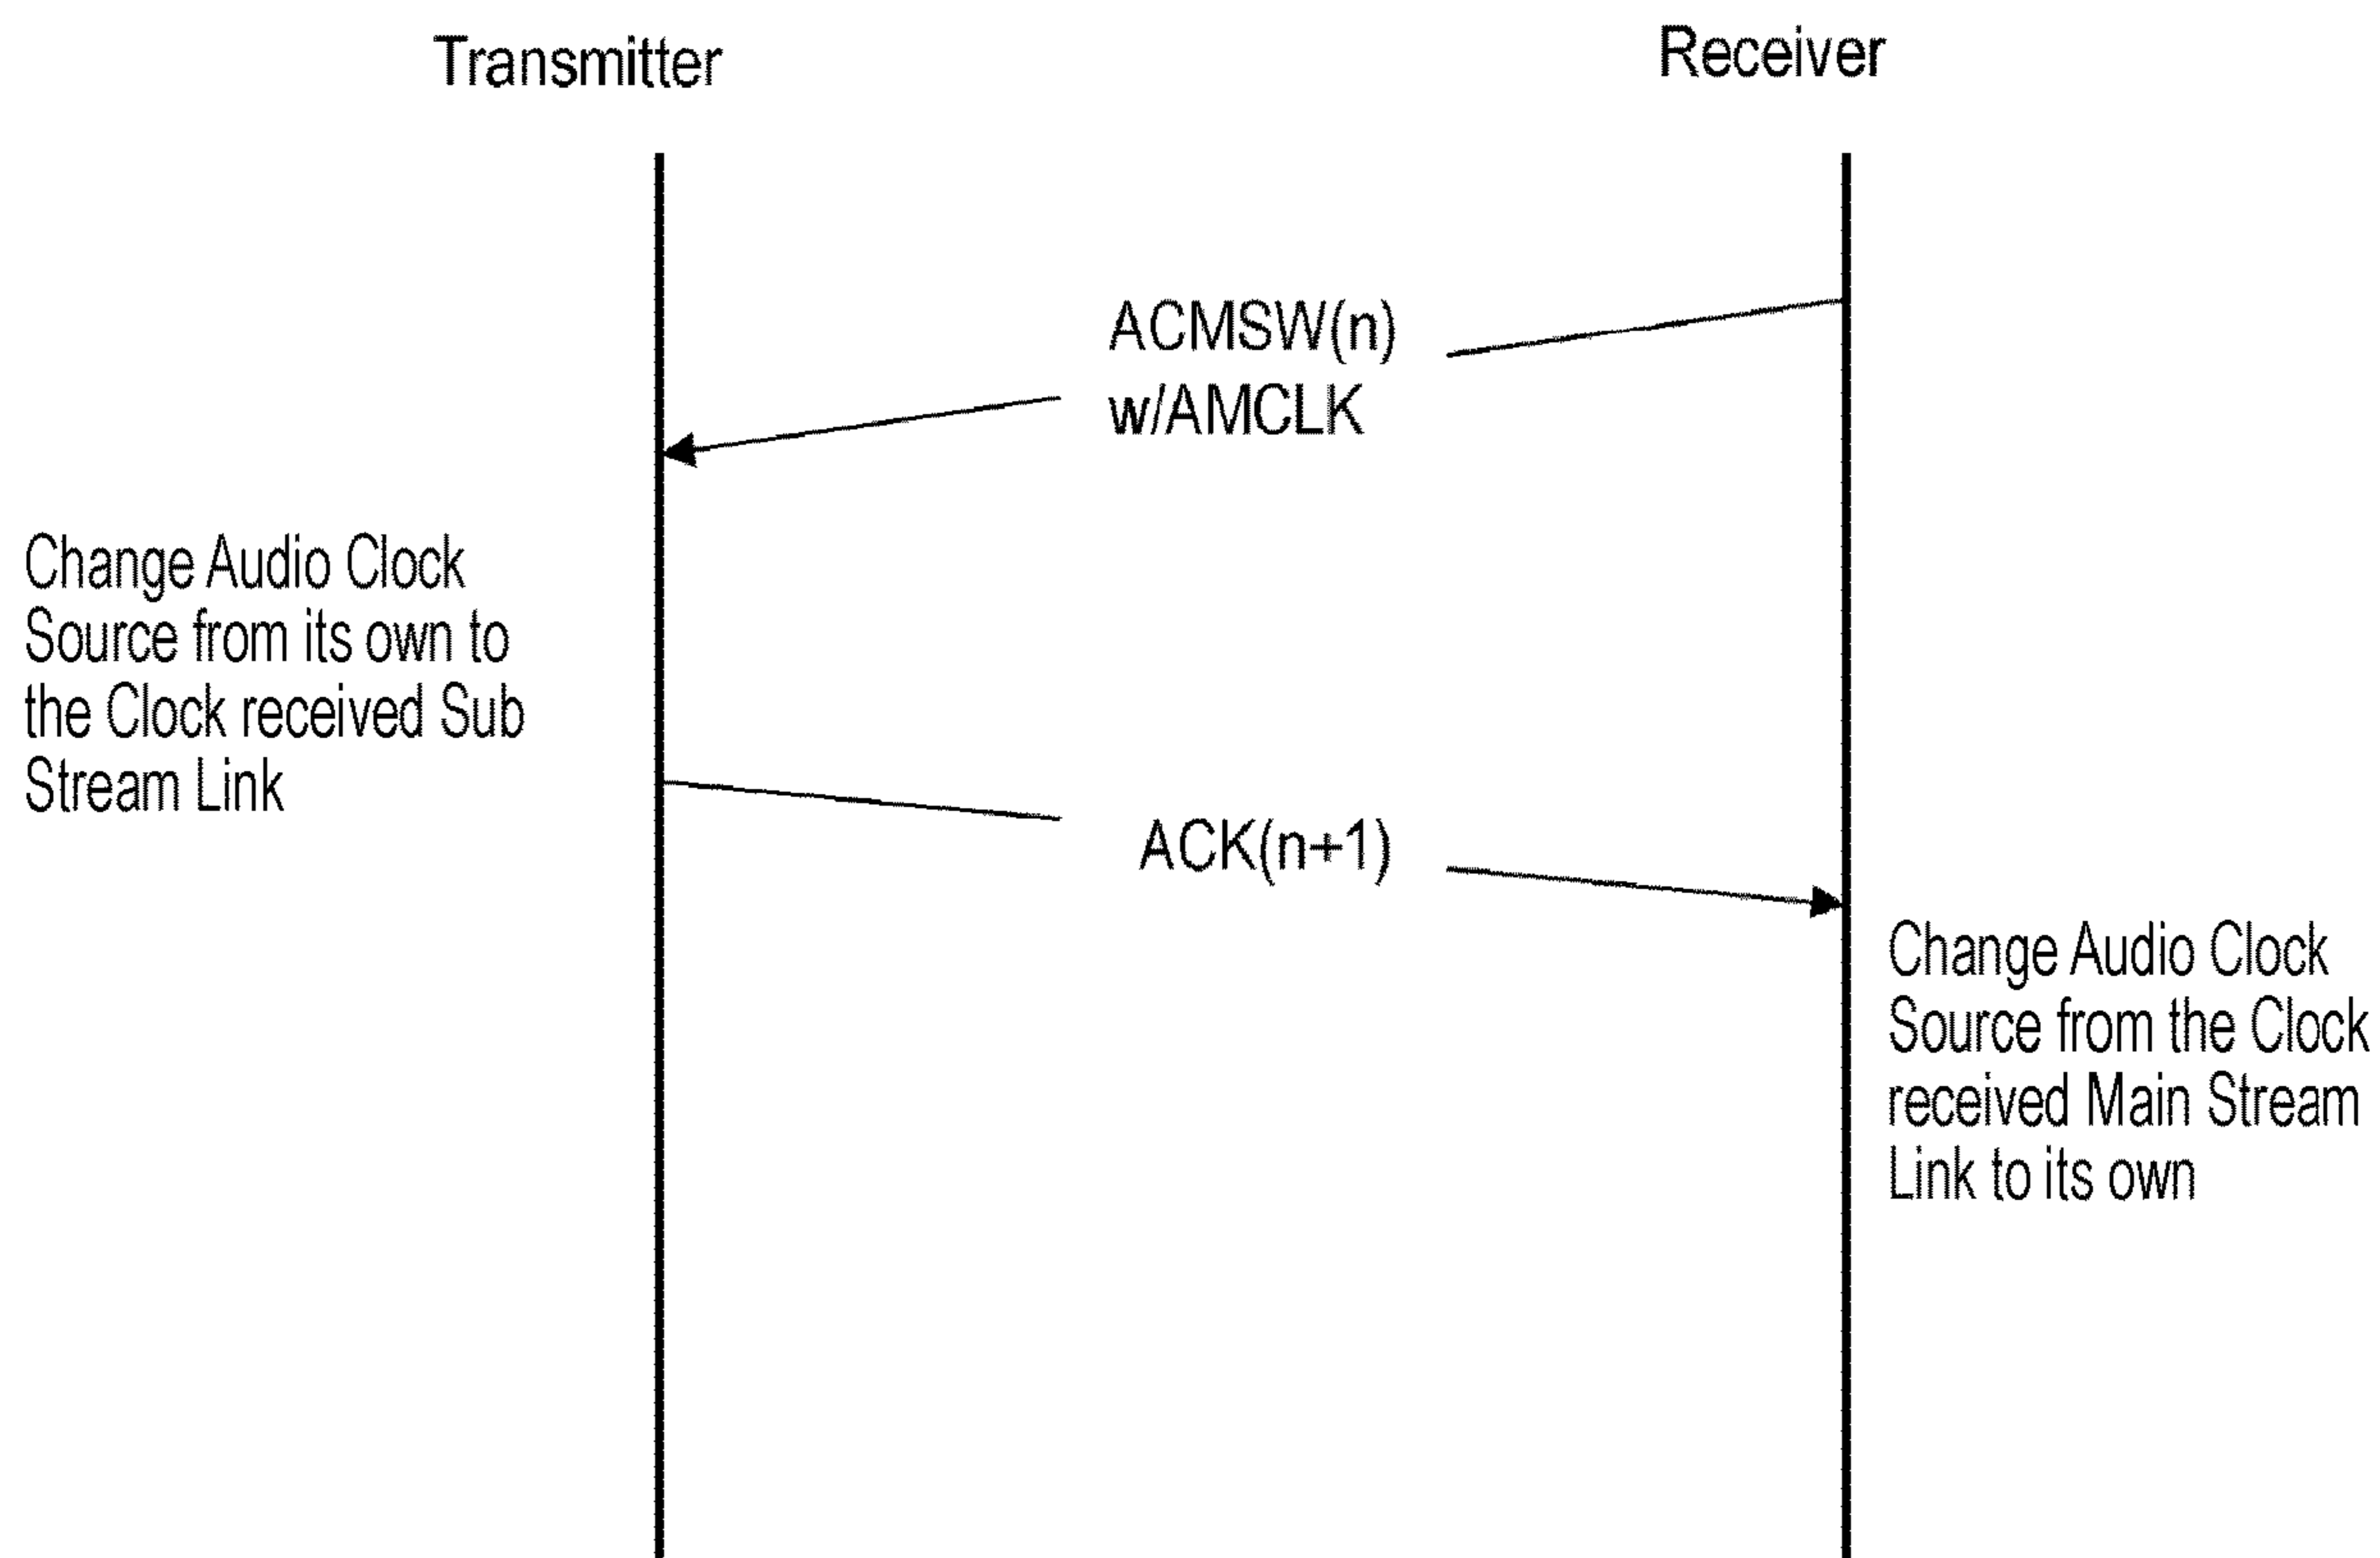 Transmitter
Receiver
ACMSW(n)
w/AMCLK
Change Audio Clock
Source from its own to
the Clock received Sub
Stream Link
ACK(n+1)
Change Audio Clock
Source from the Clock
received Main Stream
Link to its own